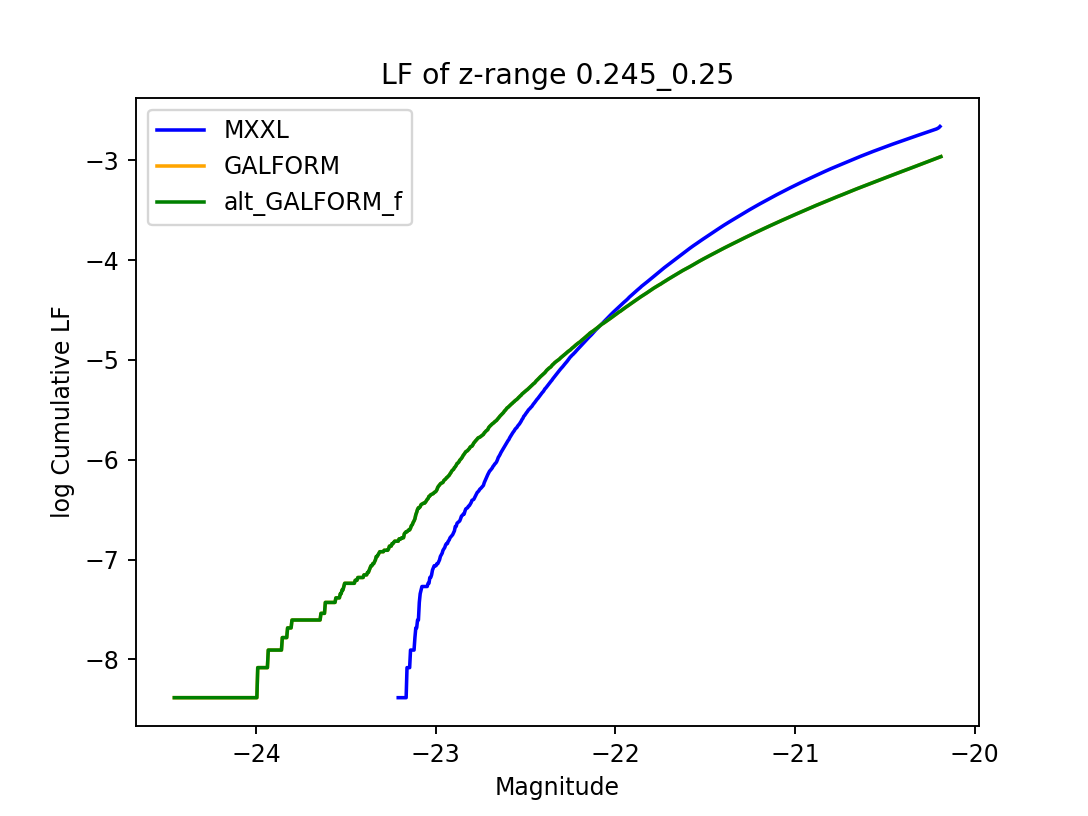 LF of z-range 0.245_0.25
MXXL
GALFORM
alt_GALFORM_f
−3
−4
−5
−6
−7
−8
log Cumulative LF
−24
−23
−22
−21
−20
Magnitude